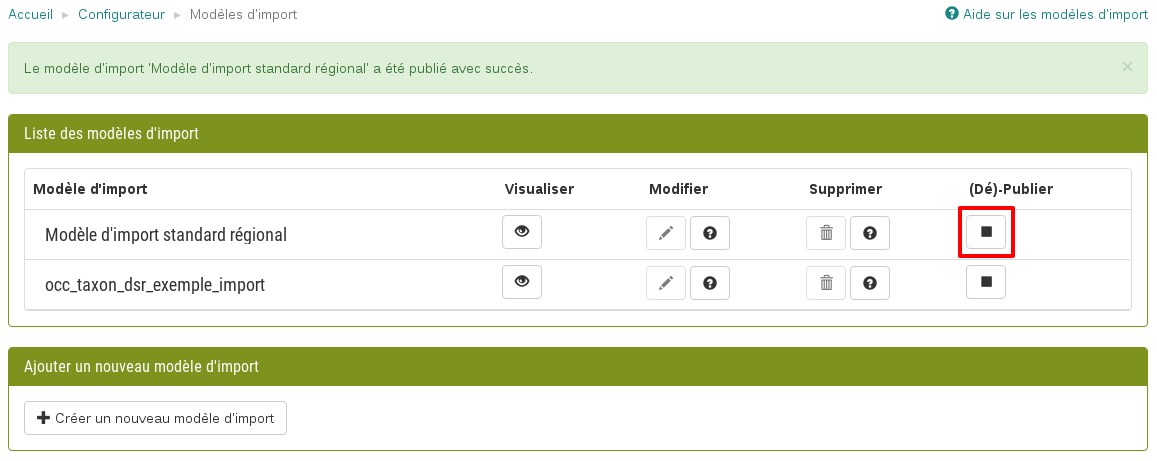 Accueil ▸ Configurateur ▸ Modèles d'import
Aide sur les modèles d'import
Le modèle d'import 'Modèle d'import standard régional' a été publié avec succès.
Liste des modèles d'import
Modèle d'import Visualiser Modifier Supprimer (Dé)-Publier
Modèle d'import standard régional
occ_taxon_dsr_exemple_import
Ajouter un nouveau modèle d'import
Créer un nouveau modèle d'import